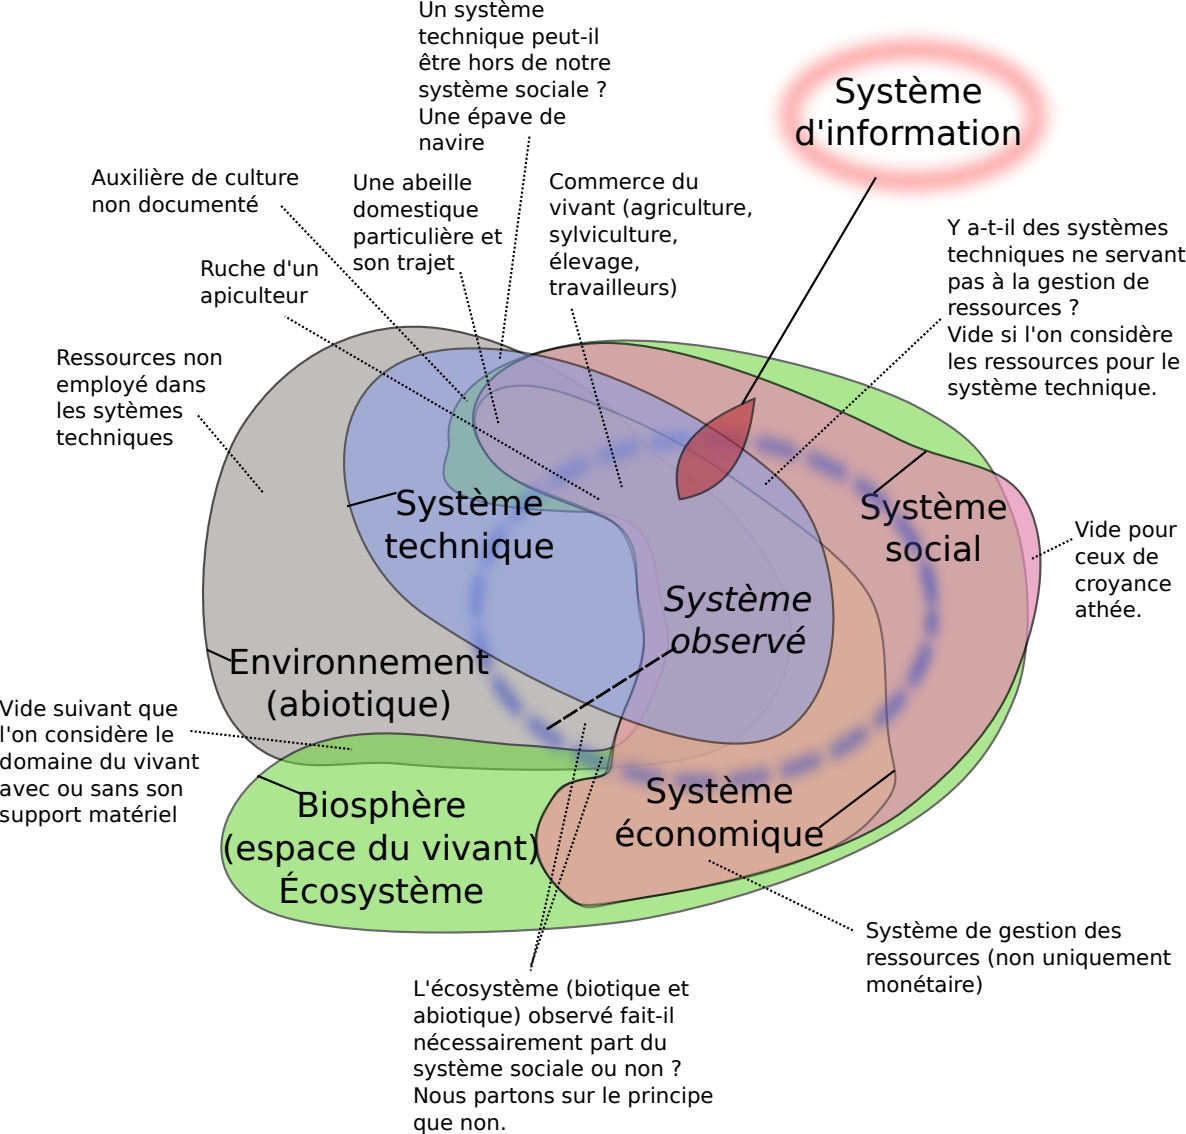 Un système
technique peut-il
être hors de notre
système sociale ?
Une épave de
navire
Système
d'information
Auxilière de culture
non documenté
Une abeille
domestique
particulière et
son trajet
Commerce du
vivant (agriculture,
sylviculture,
élevage,
travailleurs)
Y a-t-il des systèmes
techniques ne servant
pas à la gestion de
ressources ?
Vide si l'on considère
les ressources pour le
système technique.
Ruche d'un
apiculteur
Ressources non
employé dans
les sytèmes
techniques
Système
technique
Système
social
Vide pour
ceux de
croyance
athée.
Système
observé
Environnement
(abiotique)
Vide suivant que
l'on considère le
domaine du vivant
avec ou sans son
support matériel
Biosphère
(espace du vivant)
Écosystème
Système
économique
Système de gestion des
ressources (non uniquement
monétaire)
L'écosystème (biotique et
abiotique) observé fait-il
nécessairement part du
système sociale ou non ?
Nous partons sur le principe
que non.